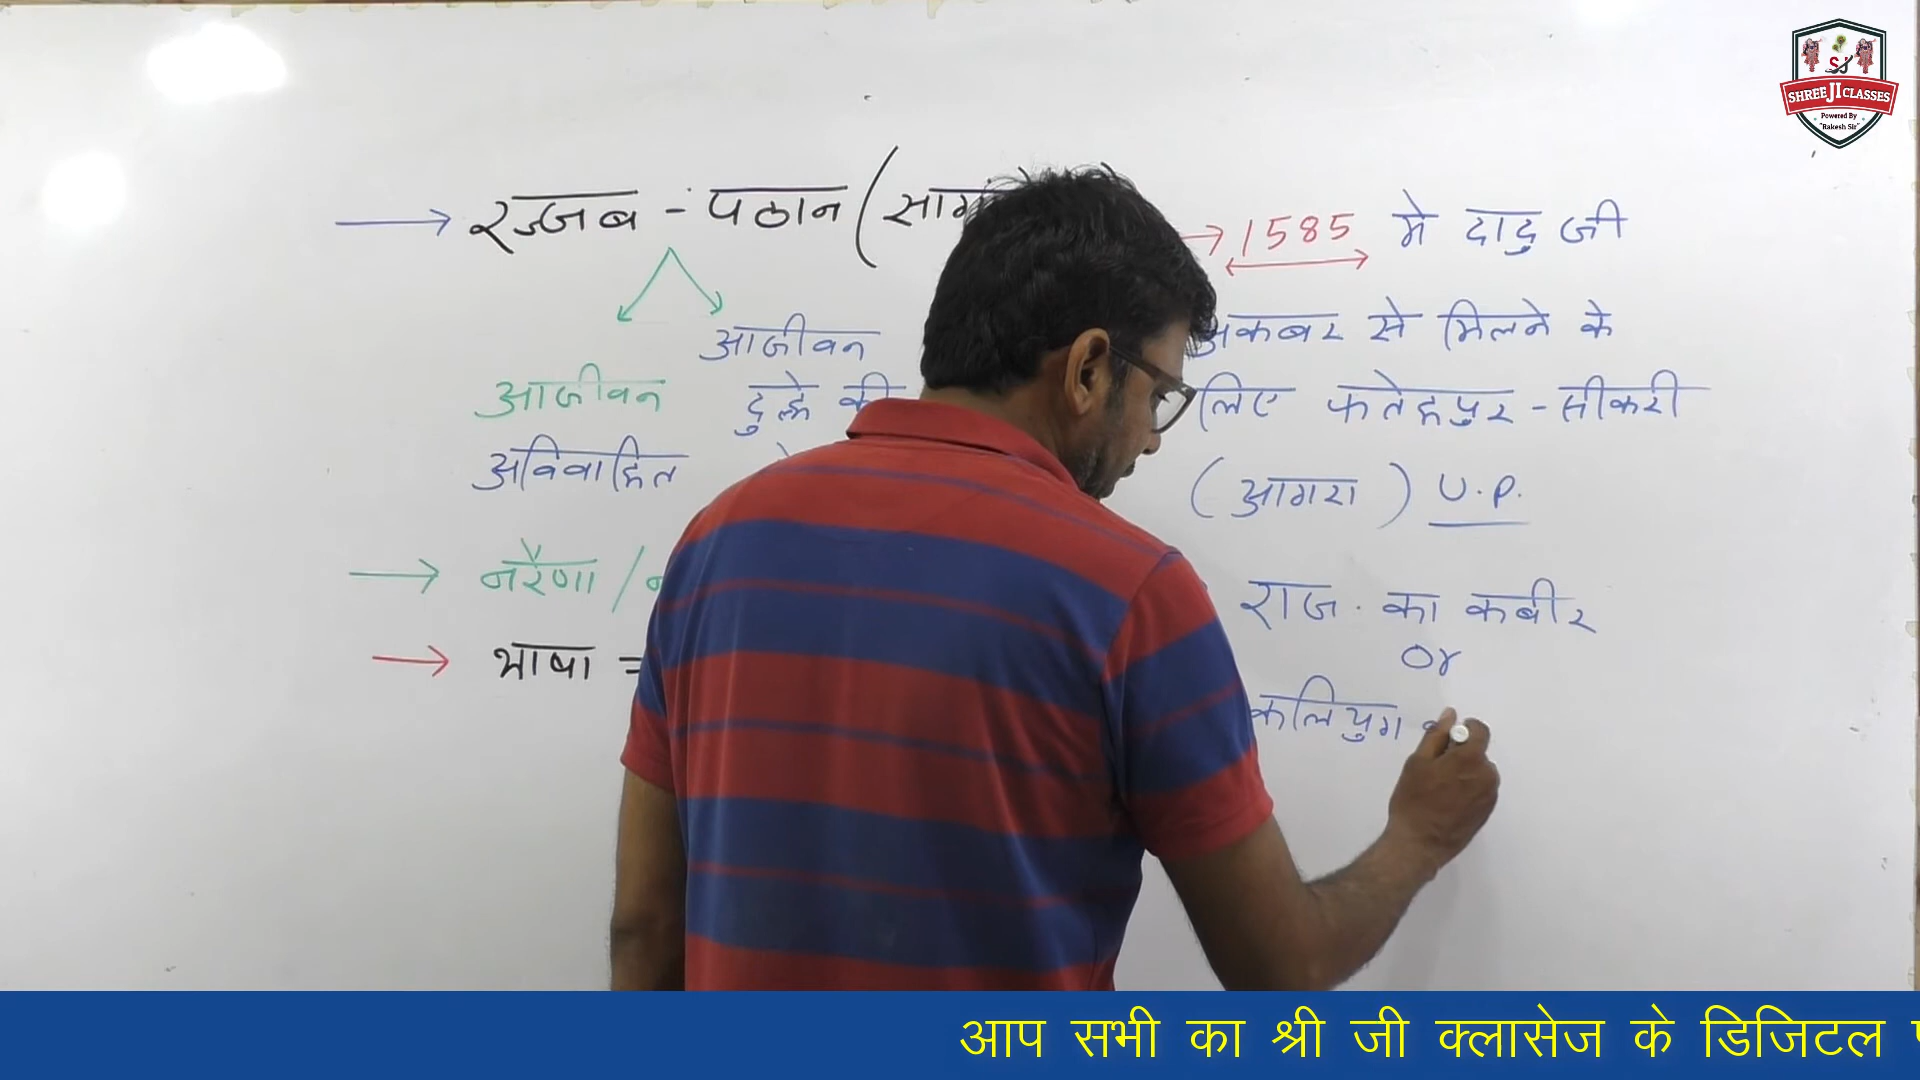 रज्जब - पठान (सांग
आजीवन
अविवाहित
आजीवन
दुल्हे की
नरैणा /
भाषा =
→ 1585 मे दादु जी
अकबर से मिलने के
लिए फतेहपुर - सीकरी
(आगरा) U.P.
राज. का कबीर
or
कलियुग
SJ
SHREE JI CLASSES
Powered By
"Rakesh Sir"
आप सभी का श्री जी क्लासेज के डिजिटल